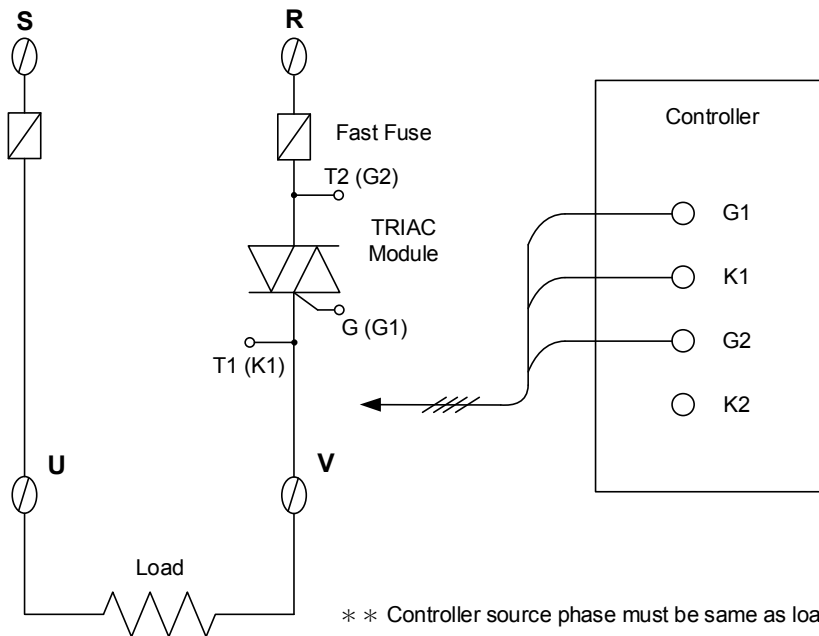 S
R
Fast Fuse
T2 (G2)
TRIAC
Module
G (G1)
T1 (K1)
U
V
Load
Controller
G1
K1
G2
K2
＊＊ Controller source phase must be same as loa